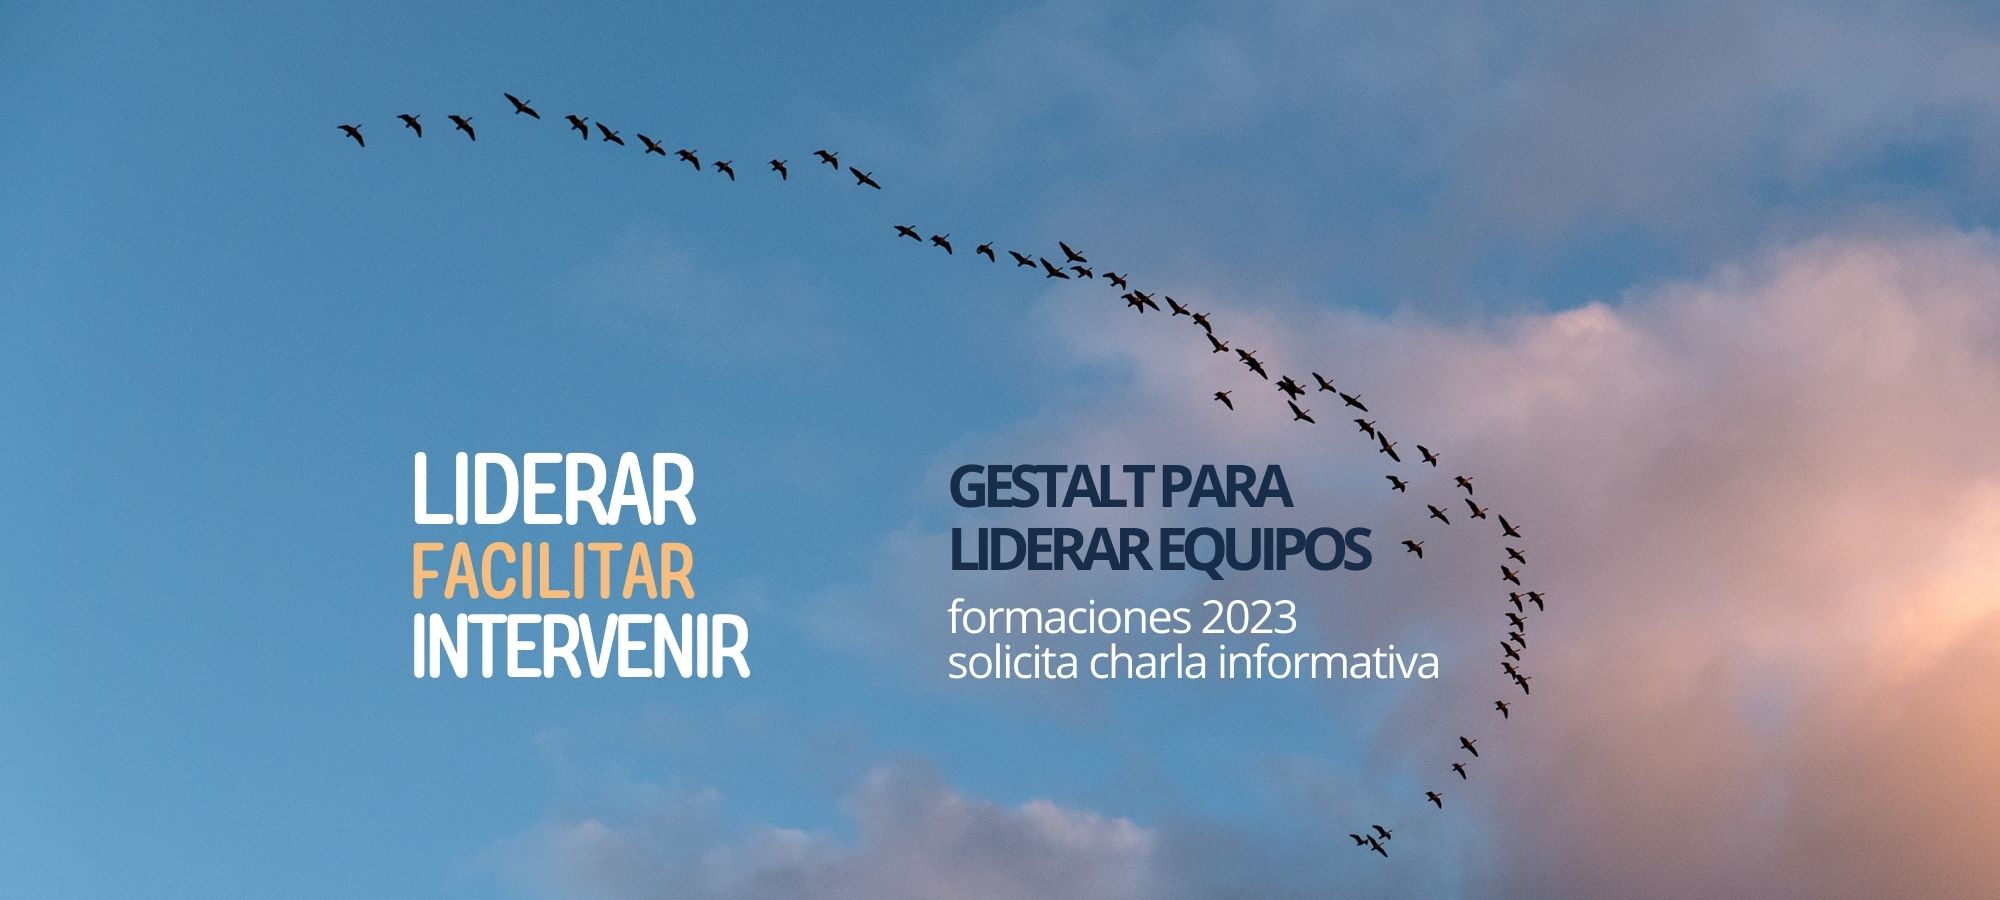 LIDERAR
FACILITAR
INTERVENIR
GESTALT PARA
LIDERAR EQUIPOS
formaciones 2023
solicita charla informativa